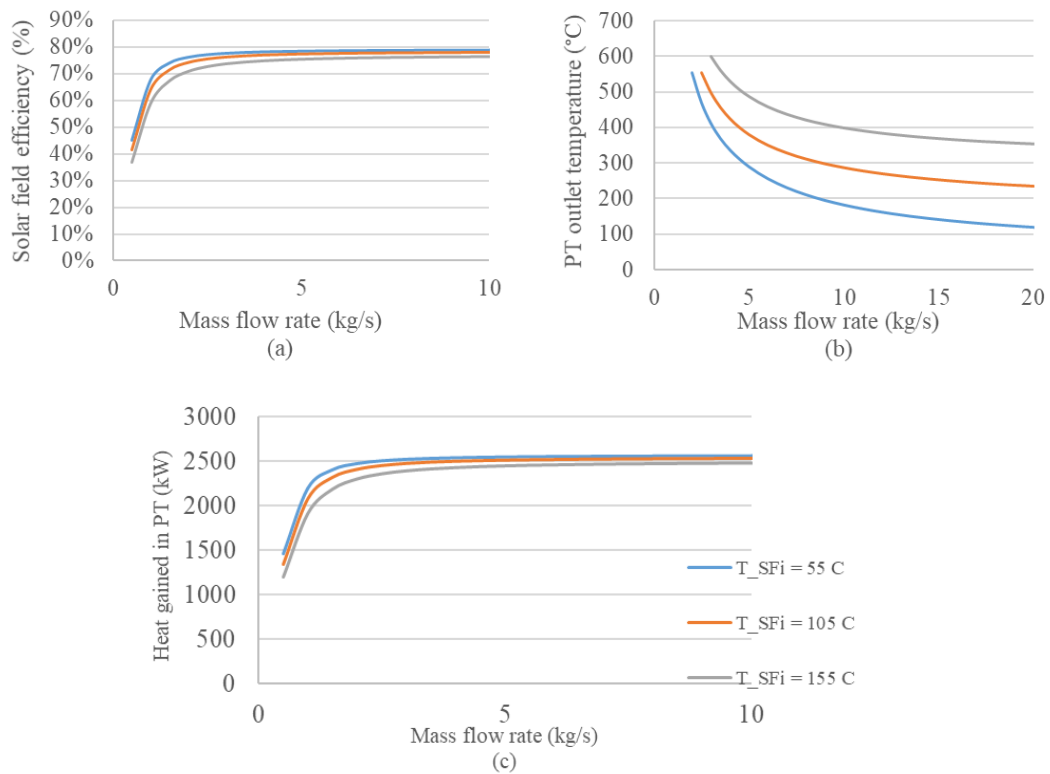 90%
80%
70%
60%
50%
40%
30%
20%
10%
0%
Solar field efficiency (%)
0 5 10
Mass flow rate (kg/s)
(a)
700
600
500
400
300
200
100
0
PT outlet temperature (°C)
0 5 10 15 20
Mass flow rate (kg/s)
(b)
3000
2500
2000
1500
1000
500
0
Heat gained in PT (kW)
T_SFi = 55 C
T_SFi = 105 C
T_SFi = 155 C
0 5 10
Mass flow rate (kg/s)
(c)